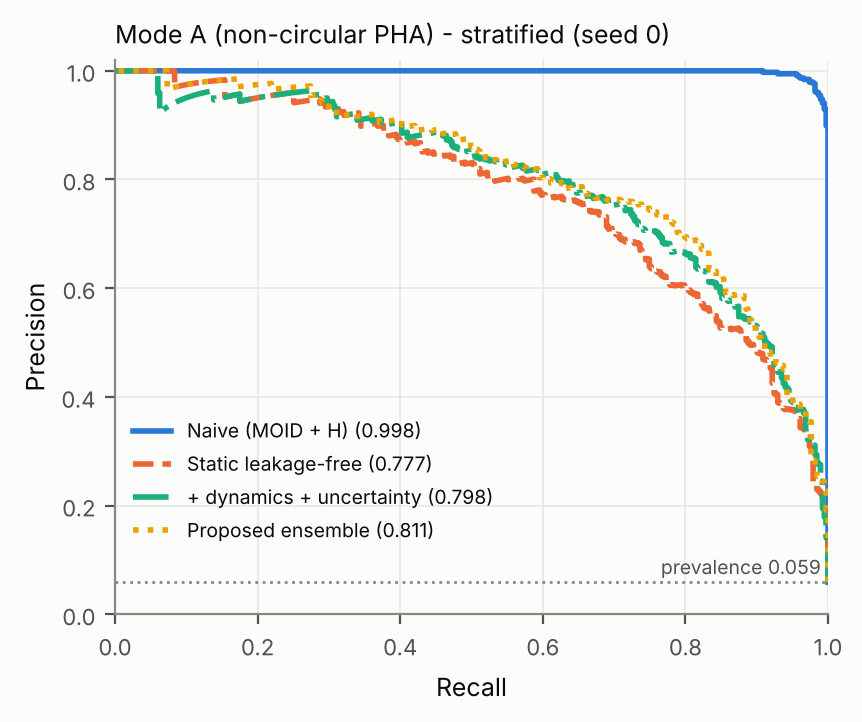 Mode A (non-circular PHA) - stratified (seed 0)
1.0
0.8
0.6
0.4
0.2
0.0
Precision
Naive (MOID + H) (0.998)
Static leakage-free (0.777)
+ dynamics + uncertainty (0.798)
Proposed ensemble (0.811)
prevalence 0.059
0.0 0.2 0.4 0.6 0.8 1.0
Recall